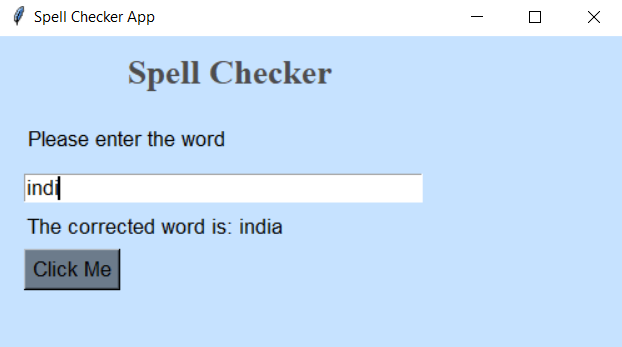 Spell Checker App
Spell Checker
Please enter the word
indi
The corrected word is: india
Click Me